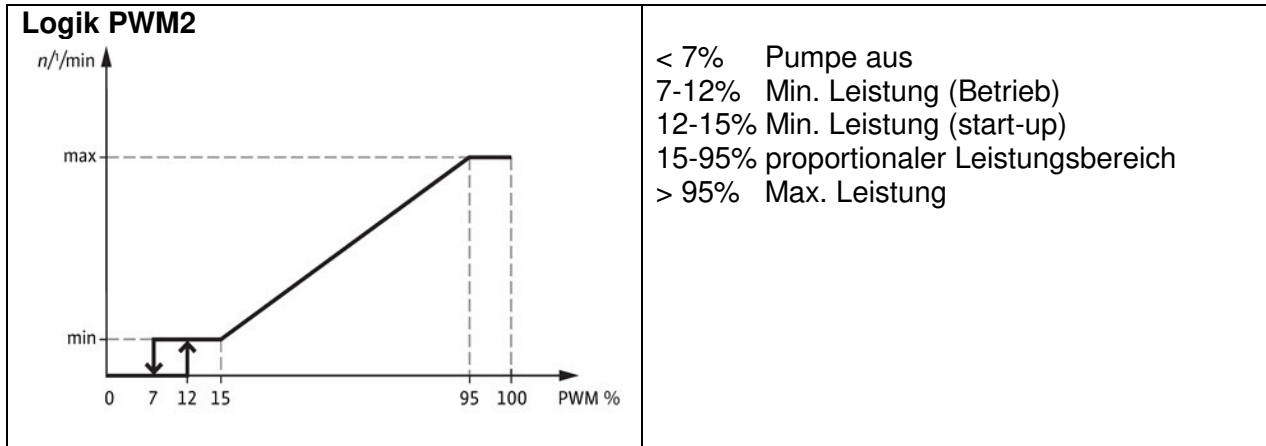 Logik PWM2
n/¹/min
max
min
0 7 12 15 95 100 PWM %
< 7% Pumpe aus
7-12% Min. Leistung (Betrieb)
12-15% Min. Leistung (start-up)
15-95% proportionaler Leistungsbereich
> 95% Max. Leistung